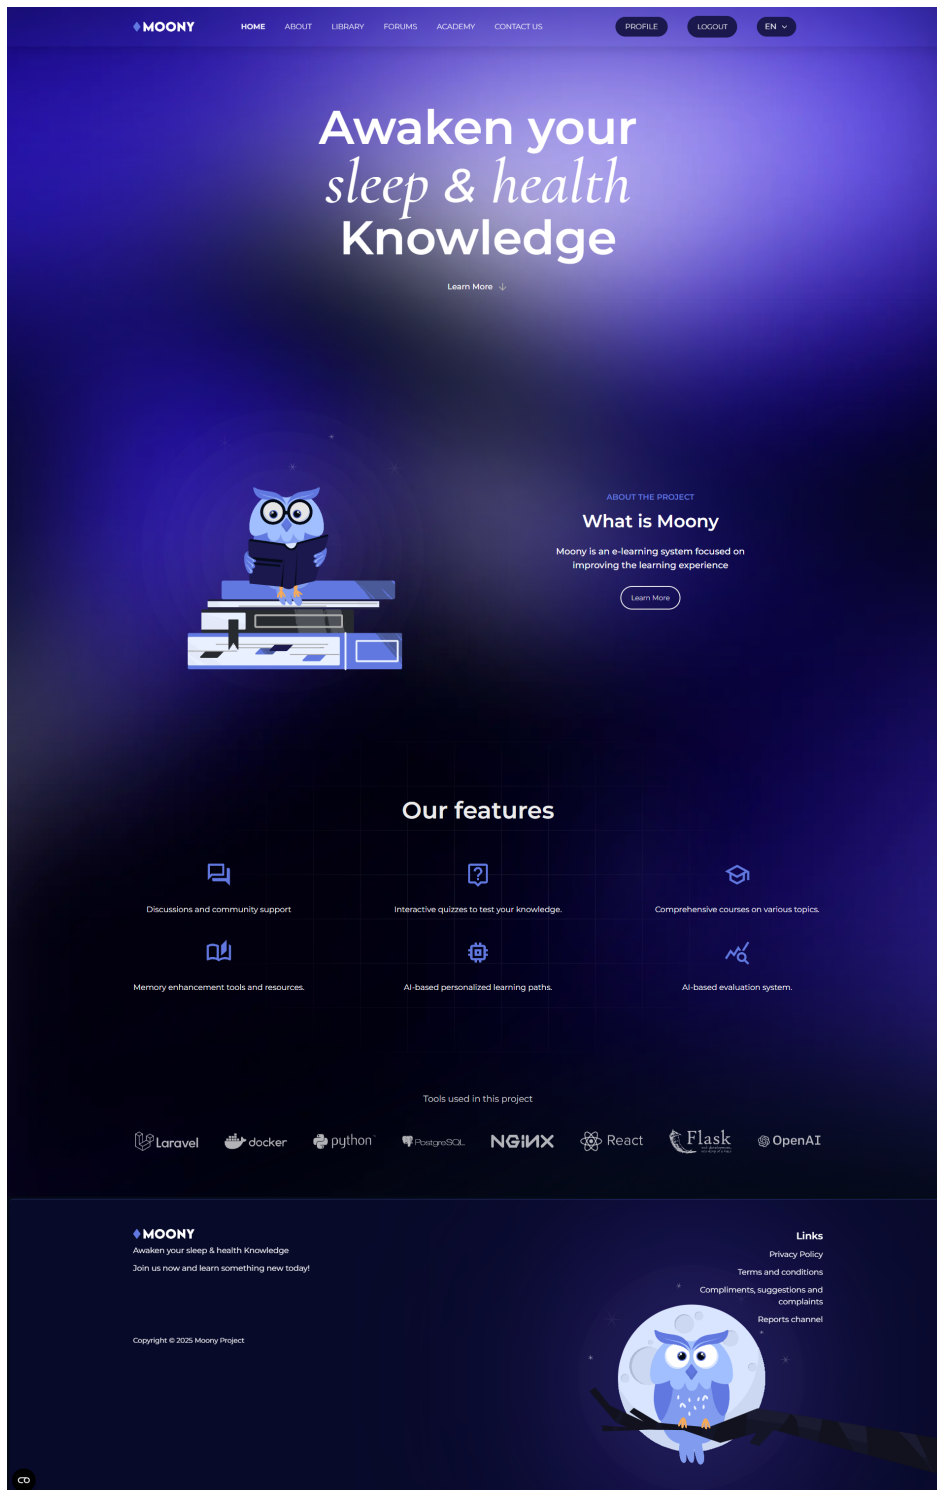 MOONY HOME ABOUT LIBRARY FORUMS ACADEMY CONTACT US PROFILE LOGOUT EN
Awaken your
sleep & health
Knowledge
Learn More
ABOUT THE PROJECT
What is Moony
Moony is an e-learning system focused on
improving the learning experience
Learn More
Our features
Discussions and community support
Interactive quizzes to test your knowledge.
Comprehensive courses on various topics.
Memory enhancement tools and resources.
AI-based personalized learning paths.
AI-based evaluation system.
Tools used in this project
Laravel docker python PostgreSQL NGINX React Flask OpenAI
MOONY
Awaken your sleep & health Knowledge
Join us now and learn something new today!
Copyright © 2025 Moony Project
Links
Privacy Policy
Terms and conditions
Compliments, suggestions and
complaints
Reports channel